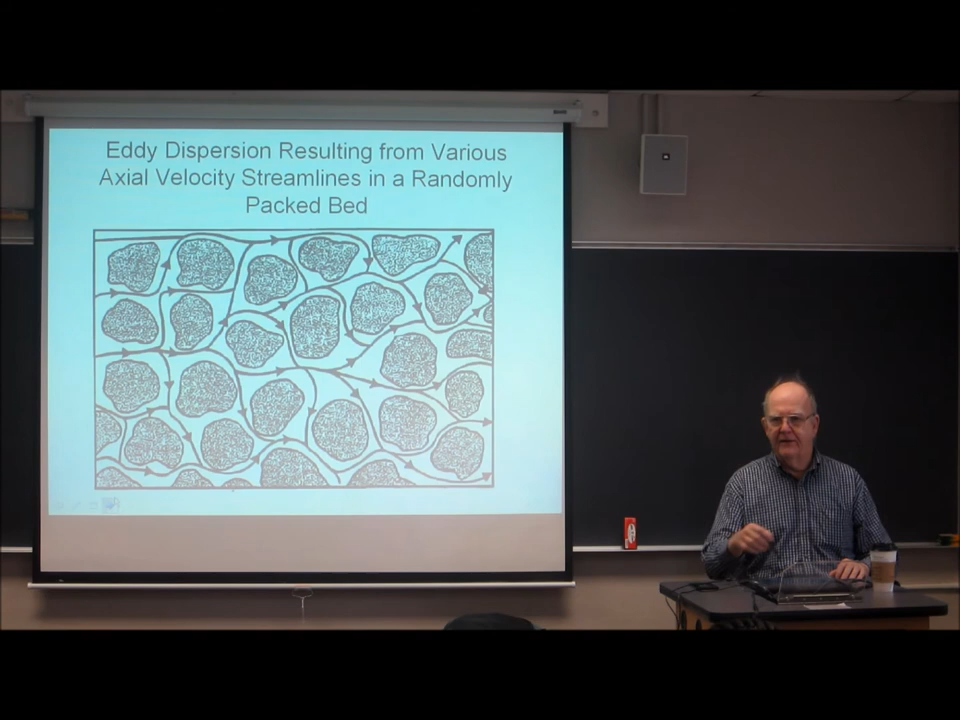 Eddy Dispersion Resulting from Various
Axial Velocity Streamlines in a Randomly
Packed Bed